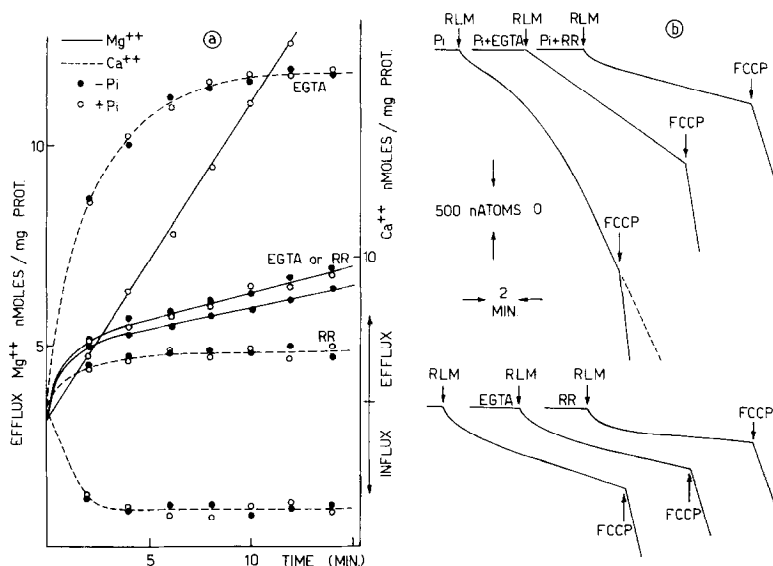 Mg++
Ca++
- Pi
+ Pi
a
EGTA
EGTA or RR
RR
10
5
EFFLUX Mg++ nMOLES / mg PROT.
Ca++ nMOLES / mg PROT.
10
EFFLUX
INFLUX
5
10
TIME (MIN.)
b
RLM
RLM
RLM
Pi
Pi+EGTA
Pi+RR
FCCP
FCCP
FCCP
500 nATOMS O
2
MIN.
RLM
RLM
RLM
EGTA
RR
FCCP
FCCP
FCCP